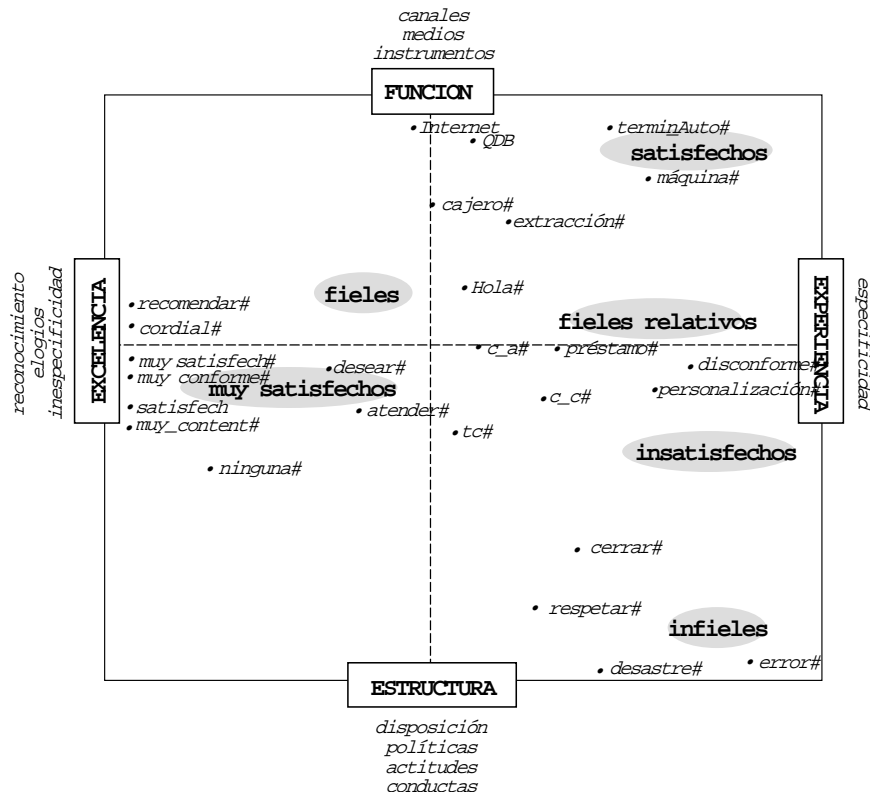 canales
medios
instrumentos
FUNCION
Internet
terminAuto#
QDB
satisfechos
máquina#
cajero#
extracción#
reconocimiento
elogios
inespecificidad
EXCELENCIA
EXPERIENCIA
especificidad
Hola#
fieles
recomendar#
fieles relativos
cordial#
c_a#
préstamo#
muy satisfech#
desear#
disconforme#
muy conforme#
muy satisfechos
personalización#
c_c#
satisfech
atender#
muy_content#
tc#
insatisfechos
ninguna#
cerrar#
respetar#
infieles
error#
desastre#
ESTRUCTURA
disposición
políticas
actitudes
conductas